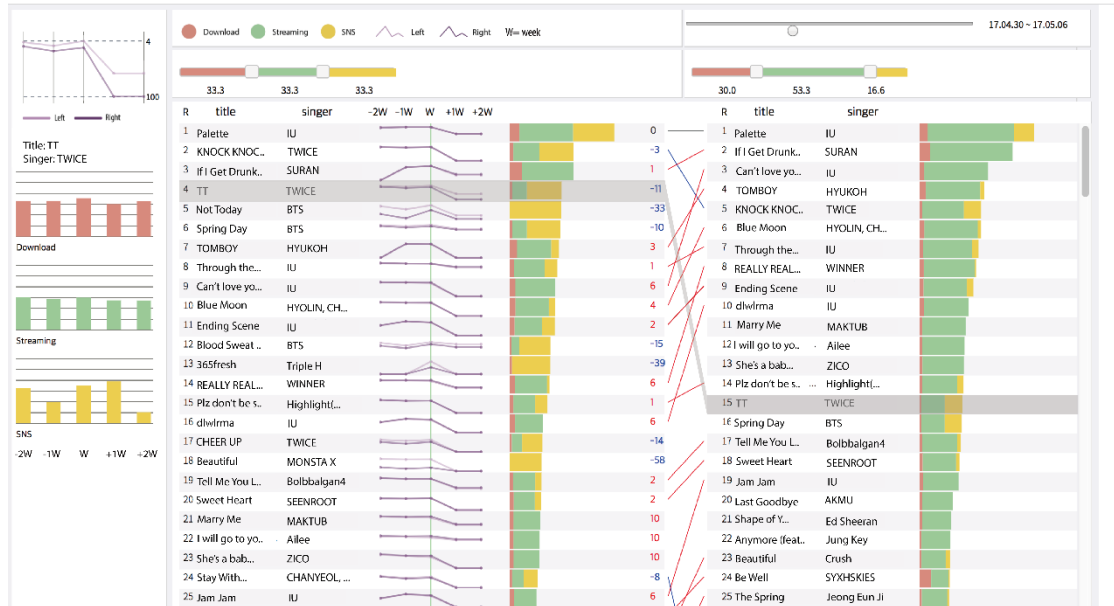 4
100
Left Right
Title; TT
Singer: TWICE
Download
Streaming
SNS
-2W -1W W +1W +2W
Download Streaming SNS Left Right W= week
17.04.30 ~ 17.05.06
33.3 33.3 33.3
30.0 53.3 16.6
R title singer -2W -1W W +1W +2W
1 Palette IU 0
2 KNOCK KNOC.. TWICE -3
3 If I Get Drunk.. SURAN 1
4 TT TWICE -11
5 Not Today BTS -33
6 Spring Day BTS -10
7 TOMBOY HYUKOH 3
8 Through the... IU 1
9 Can't love yo... IU 6
10 Blue Moon HYOLIN, CH... 4
11 Ending Scene IU 2
12 Blood Sweat .. BTS -15
13 365fresh Triple H -39
14 REALLY REAL... WINNER 6
15 Plz don't be s.. Highlight(... 1
16 dlwlrma IU 6
17 CHEER UP TWICE -14
18 Beautiful MONSTA X -58
19 Tell Me You L... Bolbbalgan4 2
20 Sweet Heart SEENROOT 2
21 Marry Me MAKTUB 10
22 I will go to yo.. Ailee 10
23 She's a bab... ZICO 10
24 Stay With... CHANYEOL, ... -8
25 Jam Jam IU 6
R title singer
1 Palette IU
2 If I Get Drunk... SURAN
3 Can't love yo... IU
4 TOMBOY HYUKOH
5 KNOCK KNOC... TWICE
6 Blue Moon HYOLIN, CH...
7 Through the... IU
8 REALLY REAL... WINNER
9 Ending Scene IU
10 dlwlrma IU
11 Marry Me MAKTUB
12 I will go to yo.. Ailee
13 She's a bab... ZICO
14 Plz don't be s.. ... Highlight(...
15 TT TWICE
16 Spring Day BTS
17 Tell Me You L.. Bolbbalgan4
18 Sweet Heart SEENROOT
19 Jam Jam IU
20 Last Goodbye AKMU
21 Shape of Y... Ed Sheeran
22 Anymore (feat.. Jung Key
23 Beautiful Crush
24 Be Well SYXHSKIES
25 The Spring Jeong Eun Ji